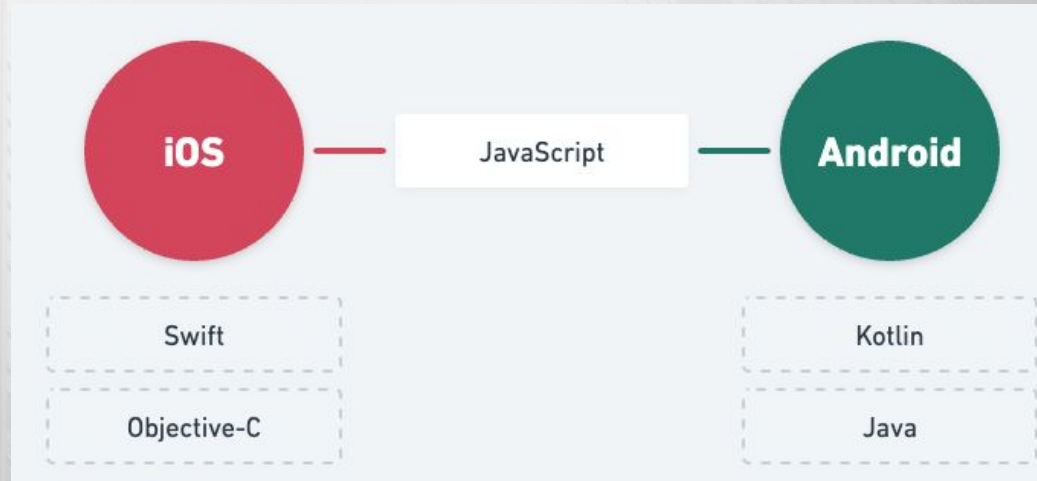 iOS
JavaScript
Android
Swift
Kotlin
Objective-C
Java